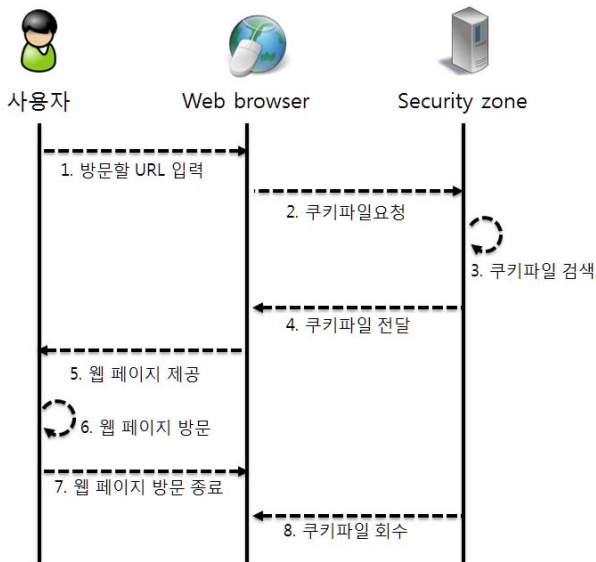 사용자
Web browser
Security zone
1. 방문할 URL 입력
2. 쿠키파일요청
3. 쿠키파일 검색
4. 쿠키파일 전달
5. 웹 페이지 제공
6. 웹 페이지 방문
7. 웹 페이지 방문 종료
8. 쿠키파일 회수